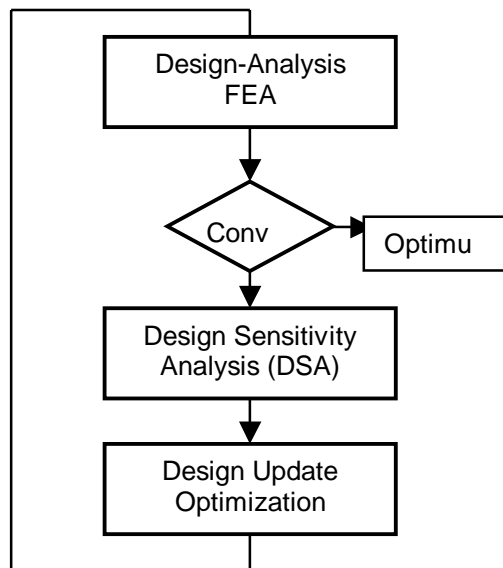 Design-Analysis
FEA
Conv
Optimu
Design Sensitivity
Analysis (DSA)
Design Update
Optimization